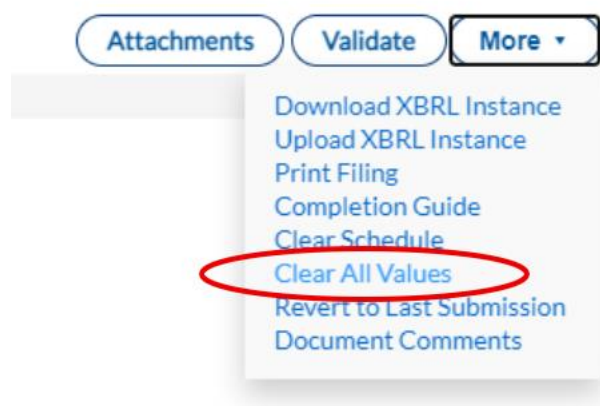 Attachments Validate More
Download XBRL Instance
Upload XBRL Instance
Print Filing
Completion Guide
Clear Schedule
Clear All Values
Revert to Last Submission
Document Comments